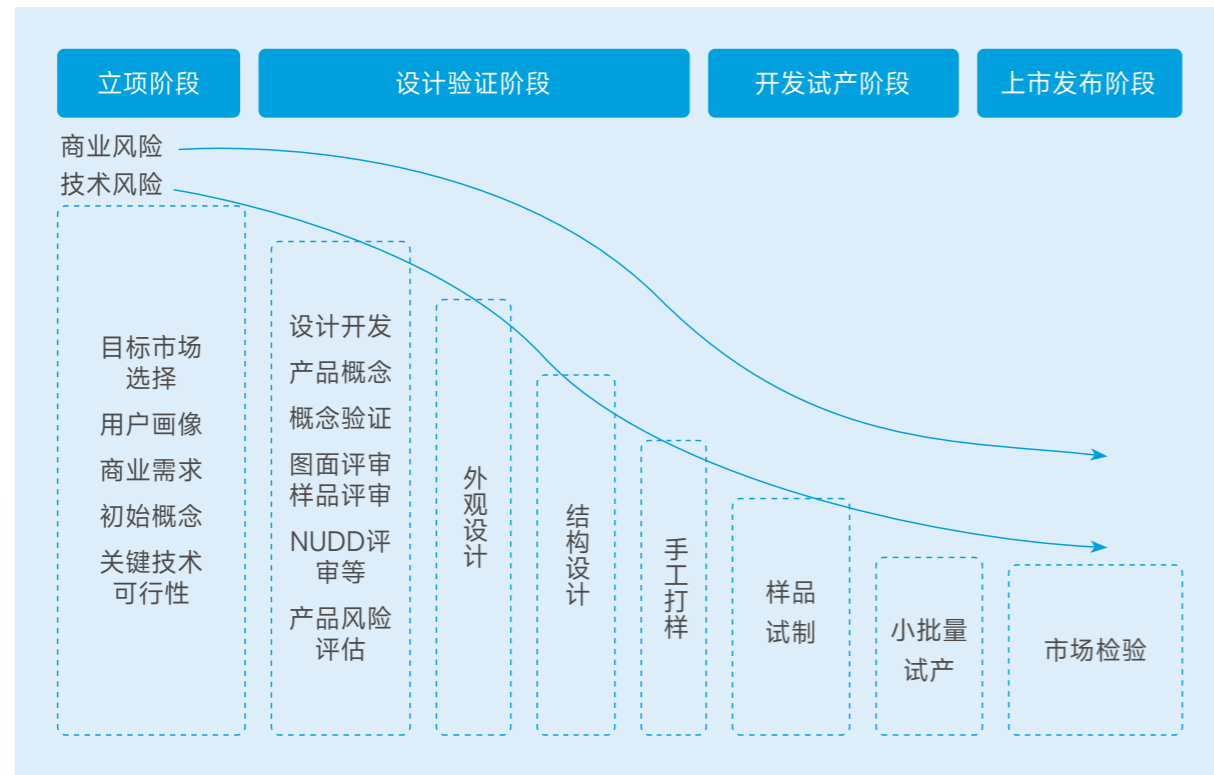 立项阶段
设计验证阶段
开发试产阶段
上市发布阶段
商业风险
技术风险
目标市场
选择
用户画像
商业需求
初始概念
关键技术
可行性
设计开发
产品概念
概念验证
图面评审
样品评审
NUDD评
审等
产品风险
评估
外观设计
结构设计
手工打样
样品
试制
小批量
试产
市场检验